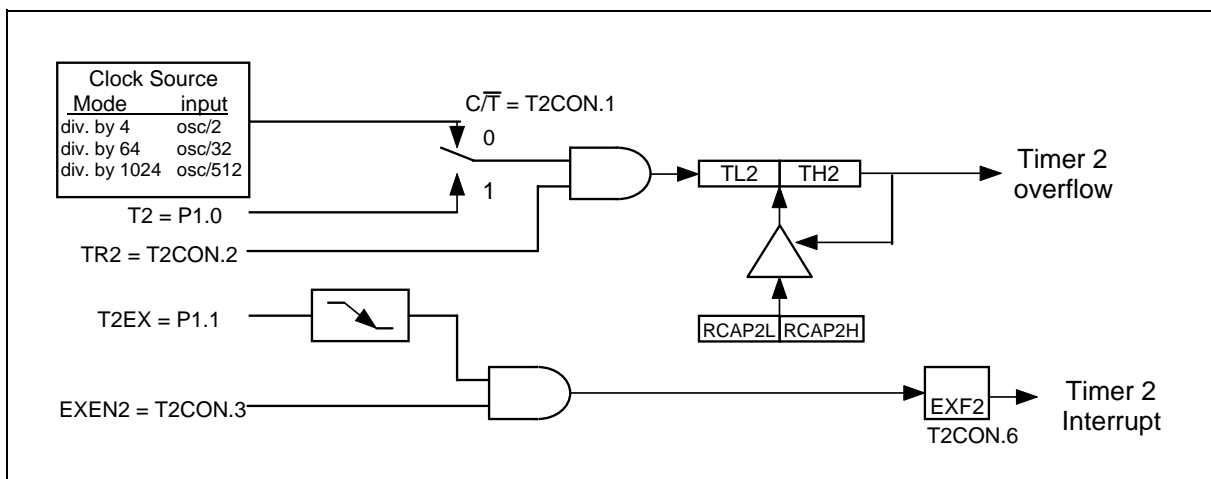 Clock Source
Mode input
div. by 4 osc/2
div. by 64 osc/32
div. by 1024 osc/512
C/T̅ = T2CON.1
0
1
T2 = P1.0
TR2 = T2CON.2
TL2 TH2
Timer 2
overflow
T2EX = P1.1
RCAP2L RCAP2H
EXEN2 = T2CON.3
EXF2
T2CON.6
Timer 2
Interrupt